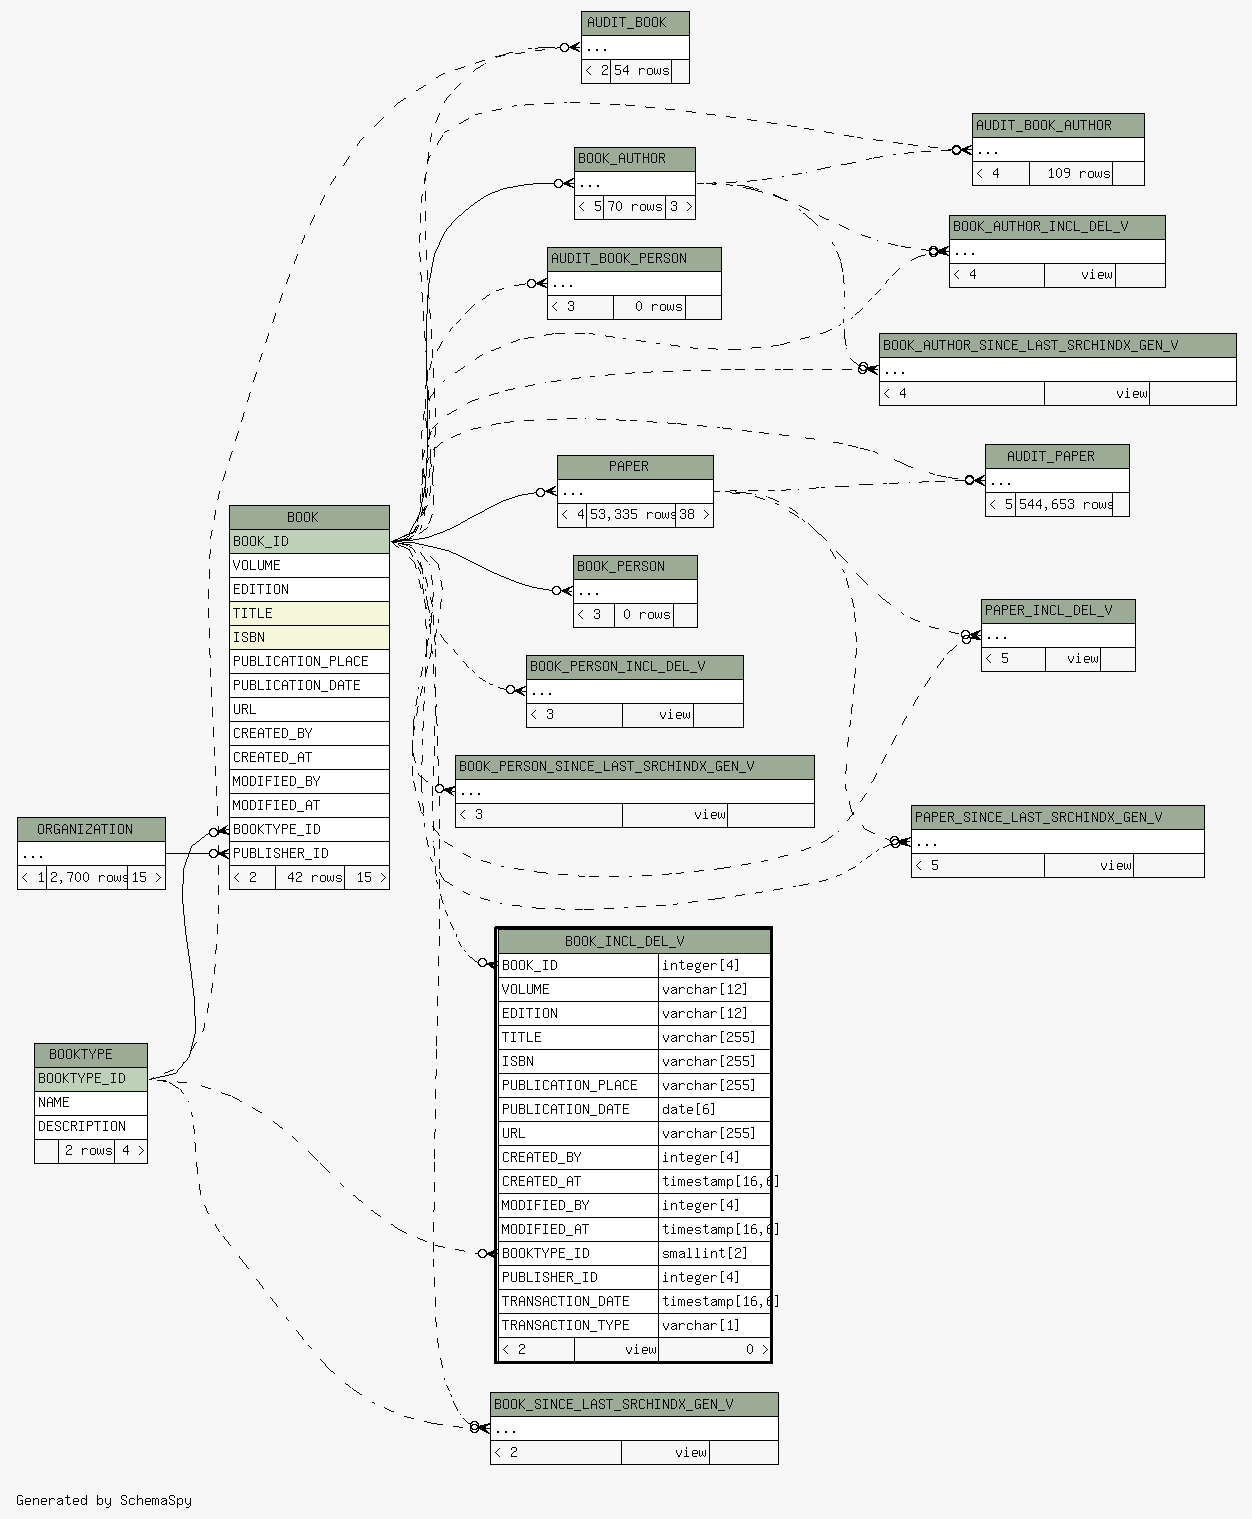 AUDIT_BOOK
...
< 2 54 rows
AUDIT_BOOK_AUTHOR
...
< 4 109 rows
BOOK_AUTHOR
...
< 5 70 rows 3 >
BOOK_AUTHOR_INCL_DEL_V
...
< 4 view
AUDIT_BOOK_PERSON
...
< 3 0 rows
BOOK_AUTHOR_SINCE_LAST_SRCHINDX_GEN_V
...
< 4 view
AUDIT_PAPER
...
< 5 544,653 rows
PAPER
...
< 4 53,335 rows 38 >
BOOK
BOOK_ID
VOLUME
EDITION
TITLE
ISBN
PUBLICATION_PLACE
PUBLICATION_DATE
URL
CREATED_BY
CREATED_AT
MODIFIED_BY
MODIFIED_AT
BOOKTYPE_ID
PUBLISHER_ID
< 2 42 rows 15 >
BOOK_PERSON
...
< 3 0 rows
PAPER_INCL_DEL_V
...
< 5 view
BOOK_PERSON_INCL_DEL_V
...
< 3 view
BOOK_PERSON_SINCE_LAST_SRCHINDX_GEN_V
...
< 3 view
PAPER_SINCE_LAST_SRCHINDX_GEN_V
...
< 5 view
ORGANIZATION
...
< 1 2,700 rows 15 >
BOOK_INCL_DEL_V
BOOK_ID integer[4]
VOLUME varchar[12]
EDITION varchar[12]
TITLE varchar[255]
ISBN varchar[255]
PUBLICATION_PLACE varchar[255]
PUBLICATION_DATE date[6]
URL varchar[255]
CREATED_BY integer[4]
CREATED_AT timestamp[16,6]
MODIFIED_BY integer[4]
MODIFIED_AT timestamp[16,6]
BOOKTYPE_ID smallint[2]
PUBLISHER_ID integer[4]
TRANSACTION_DATE timestamp[16,6]
TRANSACTION_TYPE varchar[1]
< 2 view 0 >
BOOKTYPE
BOOKTYPE_ID
NAME
DESCRIPTION
2 rows 4 >
BOOK_SINCE_LAST_SRCHINDX_GEN_V
...
< 2 view
Generated by SchemaSpy